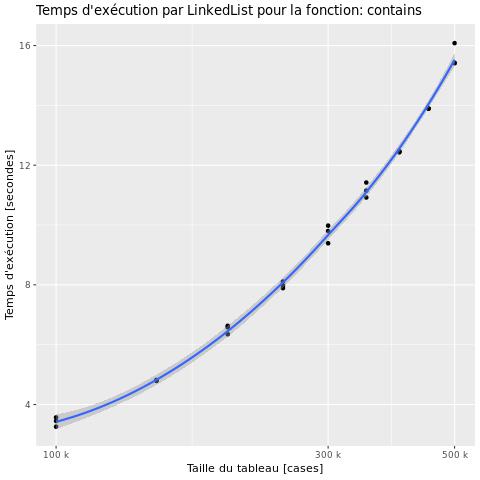 Temps d'exécution par LinkedList pour la fonction: contains
16
12
8
4
Temps d'exécution [secondes]
100 k
300 k
500 k
Taille du tableau [cases]